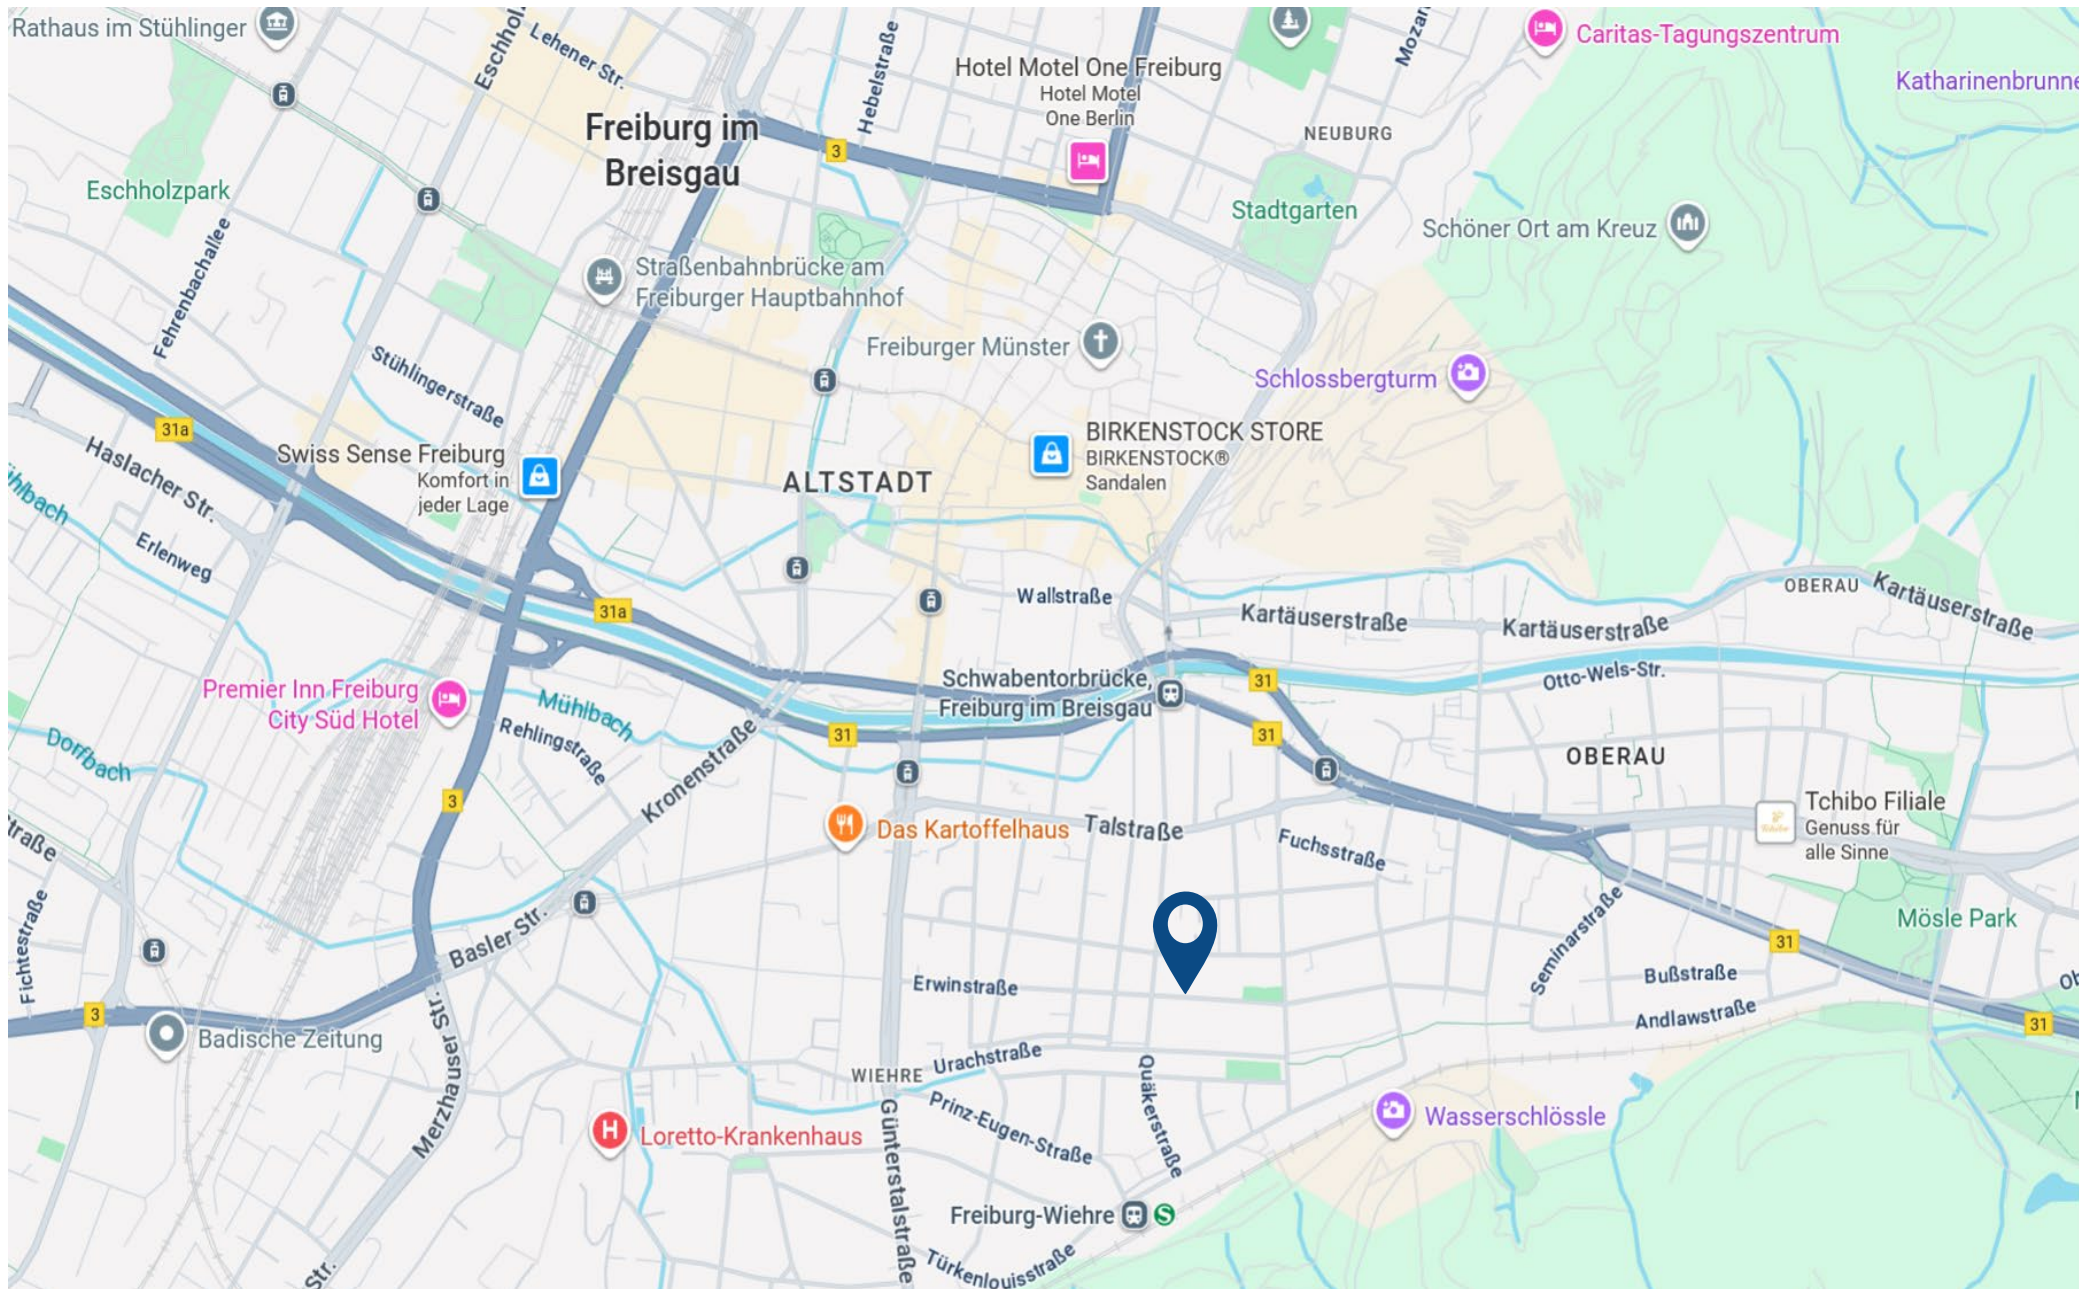 Rathaus im Stühlinger
Lehener Str.
Hebelstraße
Hotel Motel One Freiburg
Hotel Motel
One Berlin
Caritas-Tagungszentrum
Freiburg im
Breisgau
3
NEUBURG
Eschholzpark
Stadtgarten
Schöner Ort am Kreuz
Fehrenbachallee
Straßenbahnbrücke am
Freiburger Hauptbahnhof
Freiburger Münster
Stühlingerstraße
Schlossbergturm
31a
Haslacher Str.
Swiss Sense Freiburg
Komfort in
jeder Lage
BIRKENSTOCK STORE
BIRKENSTOCK®
Sandalen
ALTSTADT
Erlenweg
31a
Wallstraße
Kartäuserstraße
Kartäuserstraße
OBERAU
Kartäuserstraße
Premier Inn Freiburg
City Süd Hotel
Mühlbach
Schwabentorbrücke,
Freiburg im Breisgau
31
Otto-Wels-Str.
Dorfbach
Rehlingstraße
Kronenstraße
31
31
OBERAU
3
Das Kartoffelhaus
Talstraße
Fuchsstraße
Tchibo Filiale
Genuss für
alle Sinne
Fichtestraße
Basler Str.
Seminarstraße
Mösle Park
31
Erwinstraße
Bußstraße
Andlawstraße
3
31
Badische Zeitung
Merzhauser Str.
WIEHRE
Urachstraße
Quäkerstraße
Prinz-Eugen-Straße
Wasserschlössle
H
Loretto-Krankenhaus
Günterstalstraße
Freiburg-Wiehre
S
Türkenlouisstraße
Str.